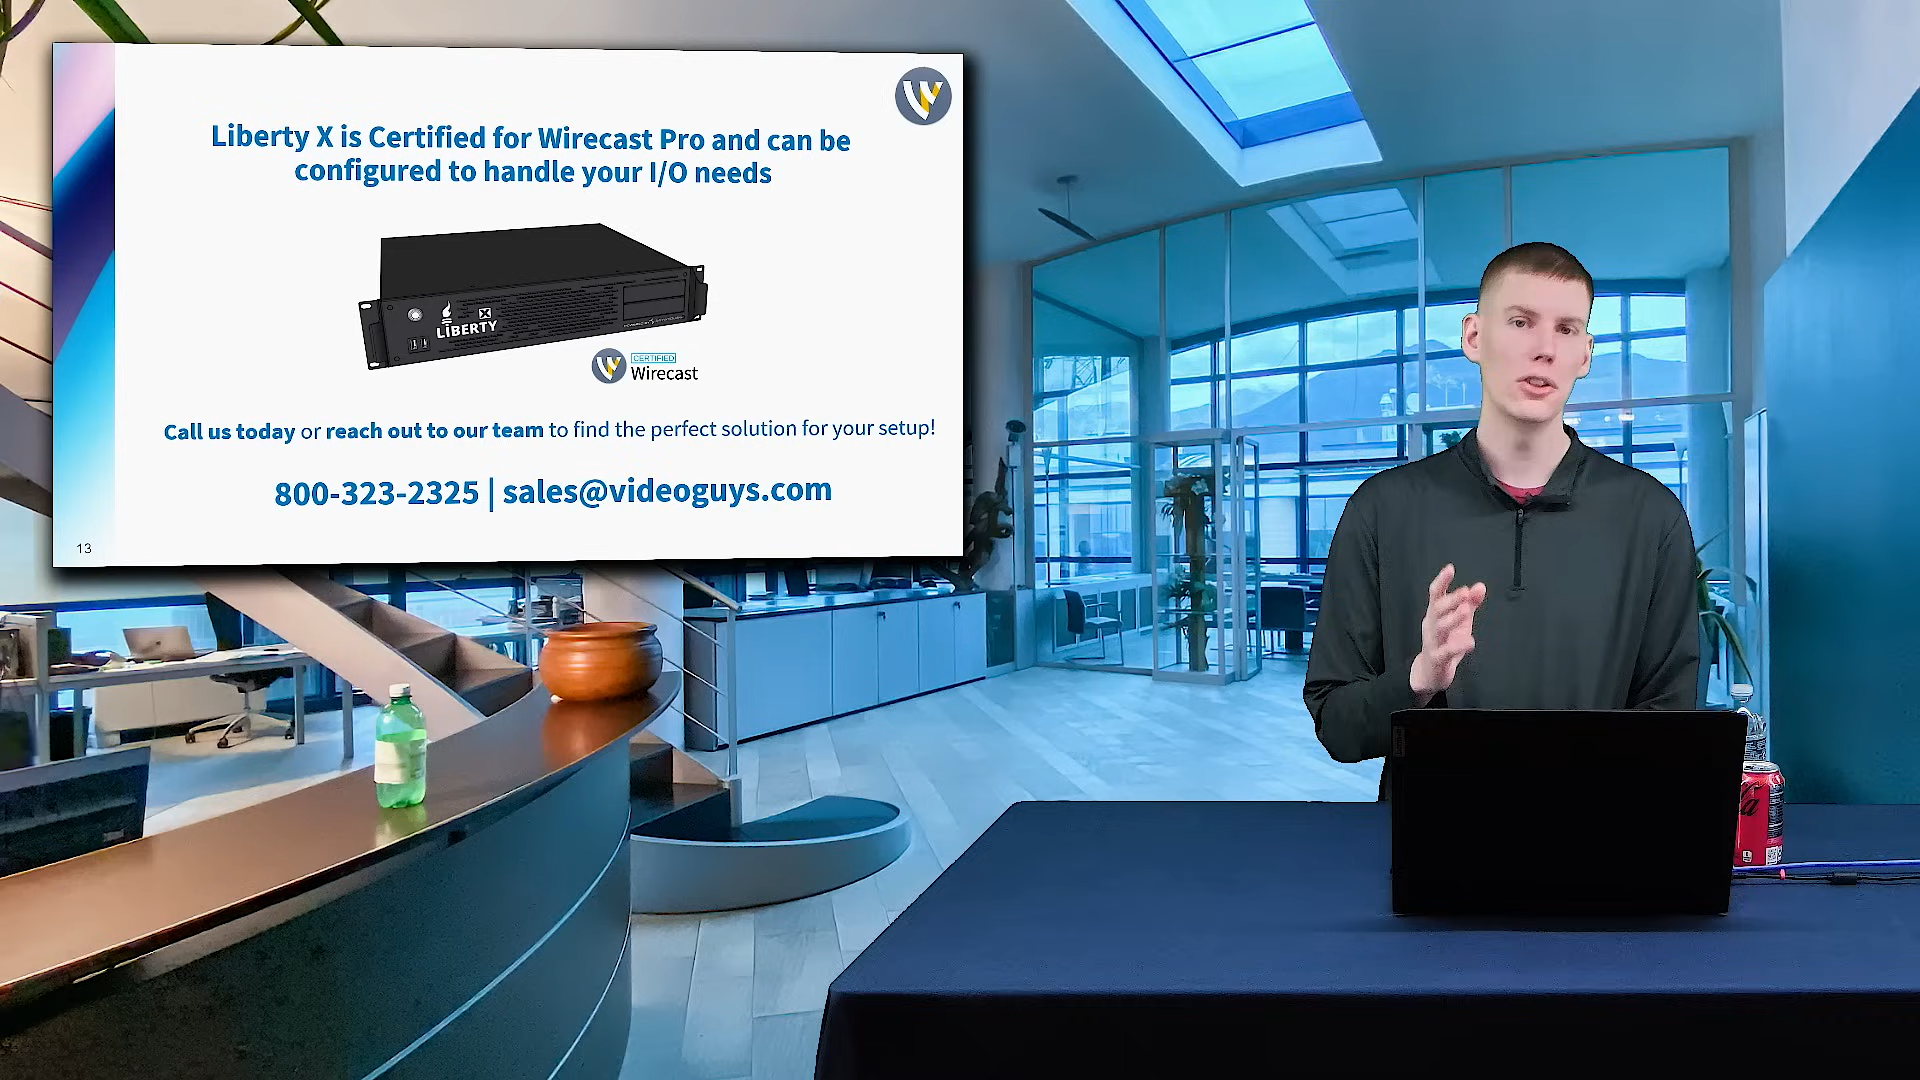 Liberty X is Certified for Wirecast Pro and can be
configured to handle your I/O needs
X
LIBERTY
CERTIFIED
Wirecast
Call us today or reach out to our team to find the perfect solution for your setup!
800-323-2325 | sales@videoguys.com
13